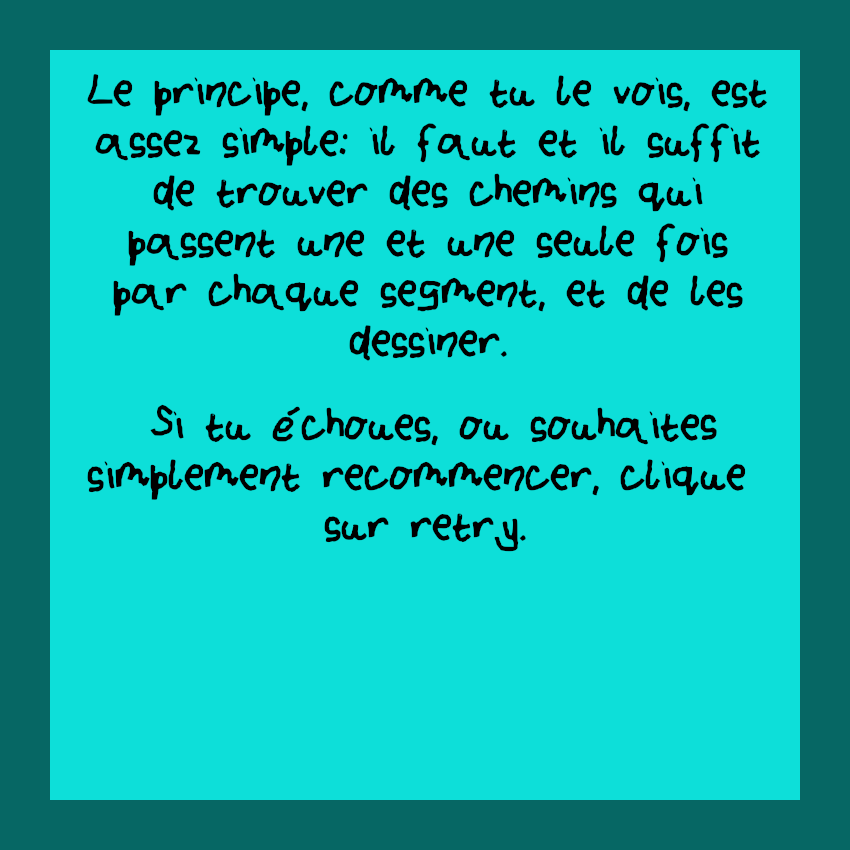 Le principe, comme tu le vois, est
assez simple: il faut et il suffit
de trouver des chemins qui
passent une et une seule fois
par chaque segment, et de les
dessiner.
Si tu échoues, ou souhaites
simplement recommencer, clique
sur retry.